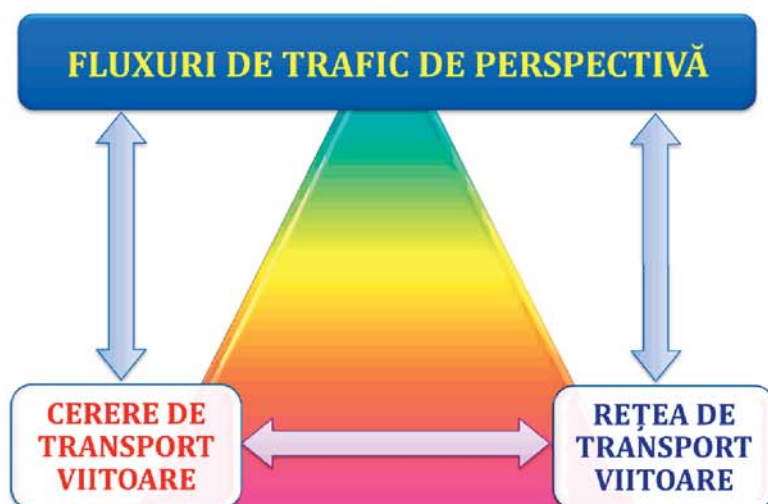 FLUXURI DE TRAFIC DE PERSPECTIVĂ
CERERE DE
TRANSPORT
VIITOARE
REȚEA DE
TRANSPORT
VIITOARE